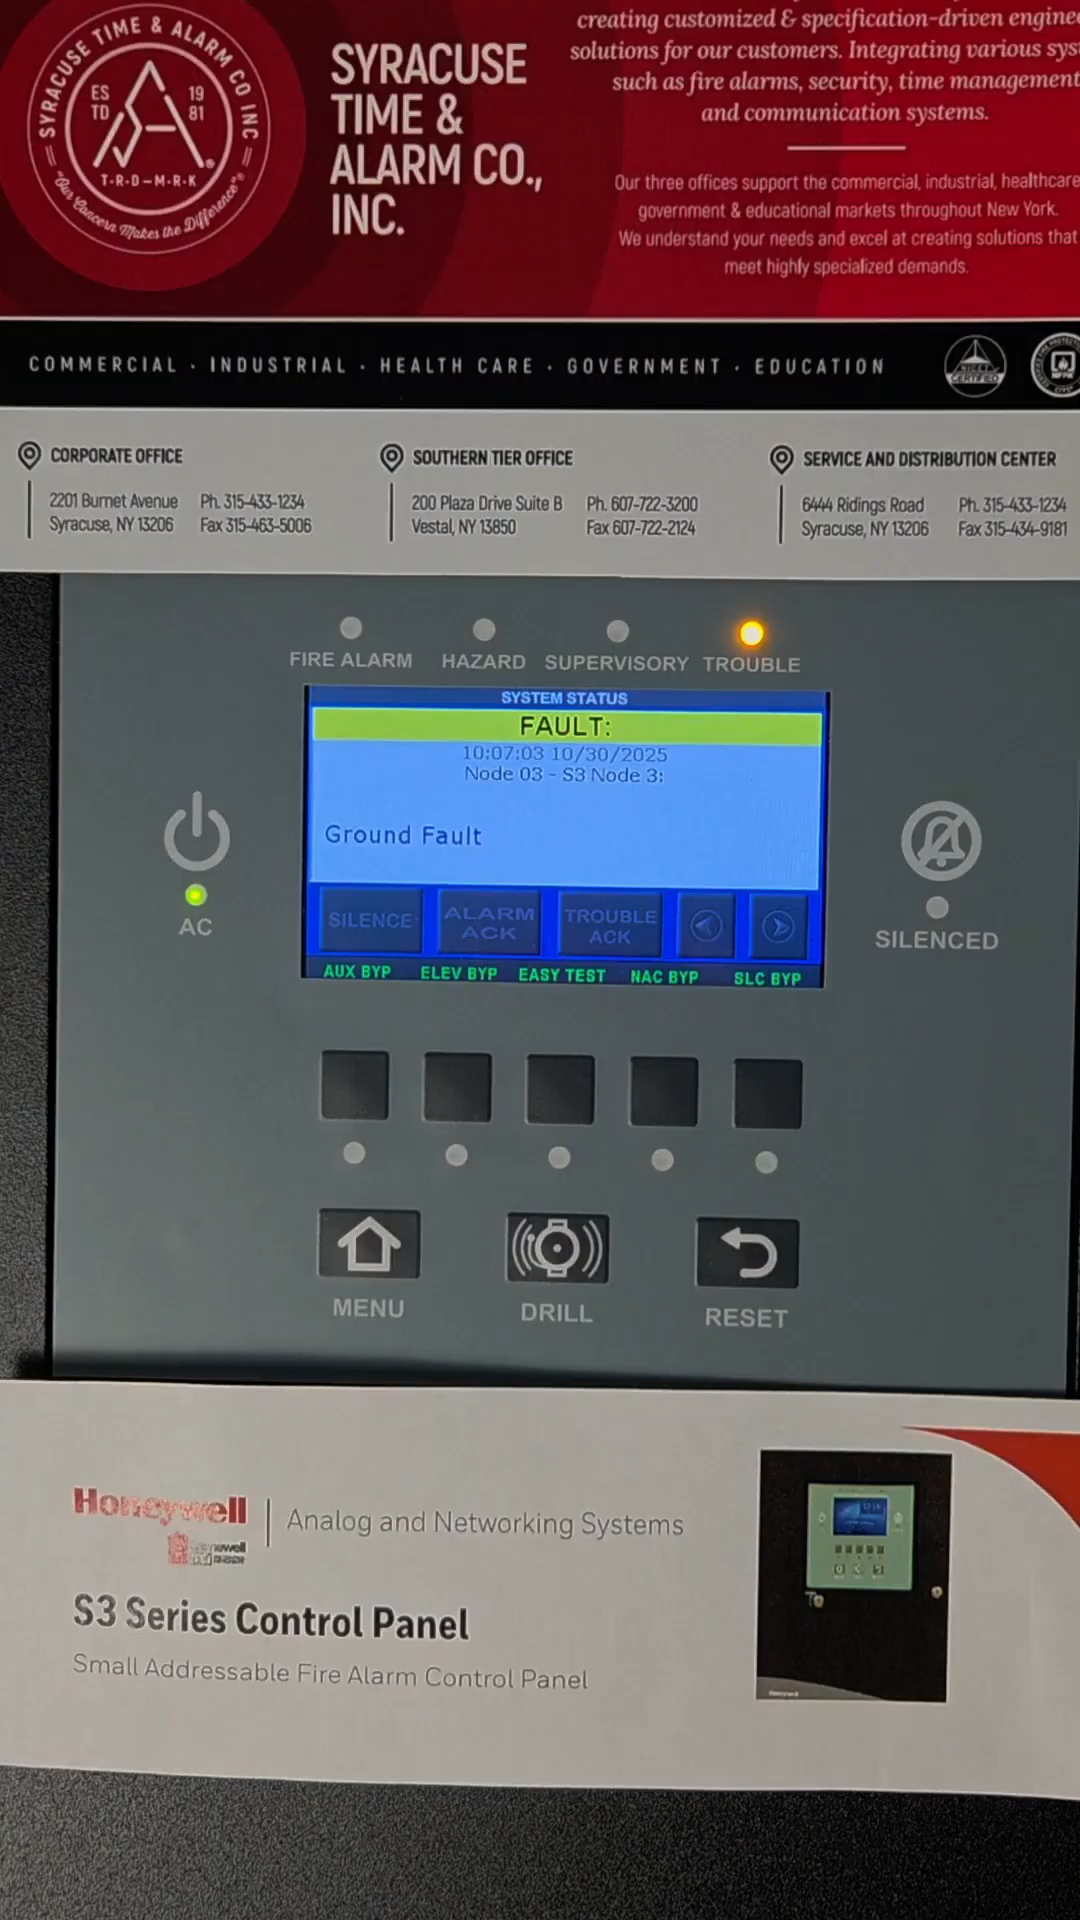 SYRACUSE TIME & ALARM CO INC
ES TD
19 81
T-R-D-M-R-K
"Our Concern Makes the Difference"
SYRACUSE
TIME &
ALARM CO.,
INC.
creating customized & specification-driven engine
solutions for our customers. Integrating various sys
such as fire alarms, security, time management
and communication systems.
Our three offices support the commercial, industrial, healthcare
government & educational markets throughout New York.
We understand your needs and excel at creating solutions that
meet highly specialized demands.
COMMERCIAL · INDUSTRIAL · HEALTH CARE · GOVERNMENT · EDUCATION
NICET
CERTIFIED
CORPORATE OFFICE
2201 Burnet Avenue Ph. 315-433-1234
Syracuse, NY 13206 Fax 315-463-5006
SOUTHERN TIER OFFICE
200 Plaza Drive Suite B Ph. 607-722-3200
Vestal, NY 13850 Fax 607-722-2124
SERVICE AND DISTRIBUTION CENTER
6444 Ridings Road Ph. 315-433-1234
Syracuse, NY 13206 Fax 315-434-9181
FIRE ALARM HAZARD SUPERVISORY TROUBLE
SYSTEM STATUS
FAULT:
10:07:03 10/30/2025
Node 03 - S3 Node 3:
Ground Fault
SILENCE
ALARM
ACK
TROUBLE
ACK
AUX BYP ELEV BYP EASY TEST NAC BYP SLC BYP
AC
SILENCED
MENU DRILL RESET
Honeywell
Analog and Networking Systems
S3 Series Control Panel
Small Addressable Fire Alarm Control Panel